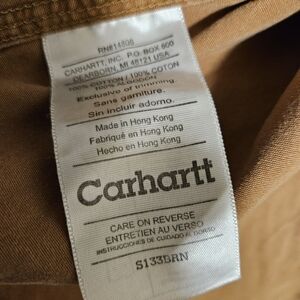 RN#14806
CARHARTT, INC. P.O. BOX 600
DEARBORN, MI 48121 USA
100% COTTON / 100% COTON
100% ALGODON
Exclusive of trimming.
Sans garniture.
Sin incluir adorno.
Made in Hong Kong
Fabriqué en Hong Kong
Hecho en Hong Kong
Carhartt
CARE ON REVERSE
ENTRETIEN AU VERSO
INSTRUCCIONES DE CUIDADO AL DORSO
S133BRN